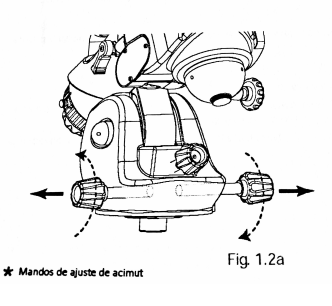 Fig. 1.2a
★ Mandos de ajuste de acimut